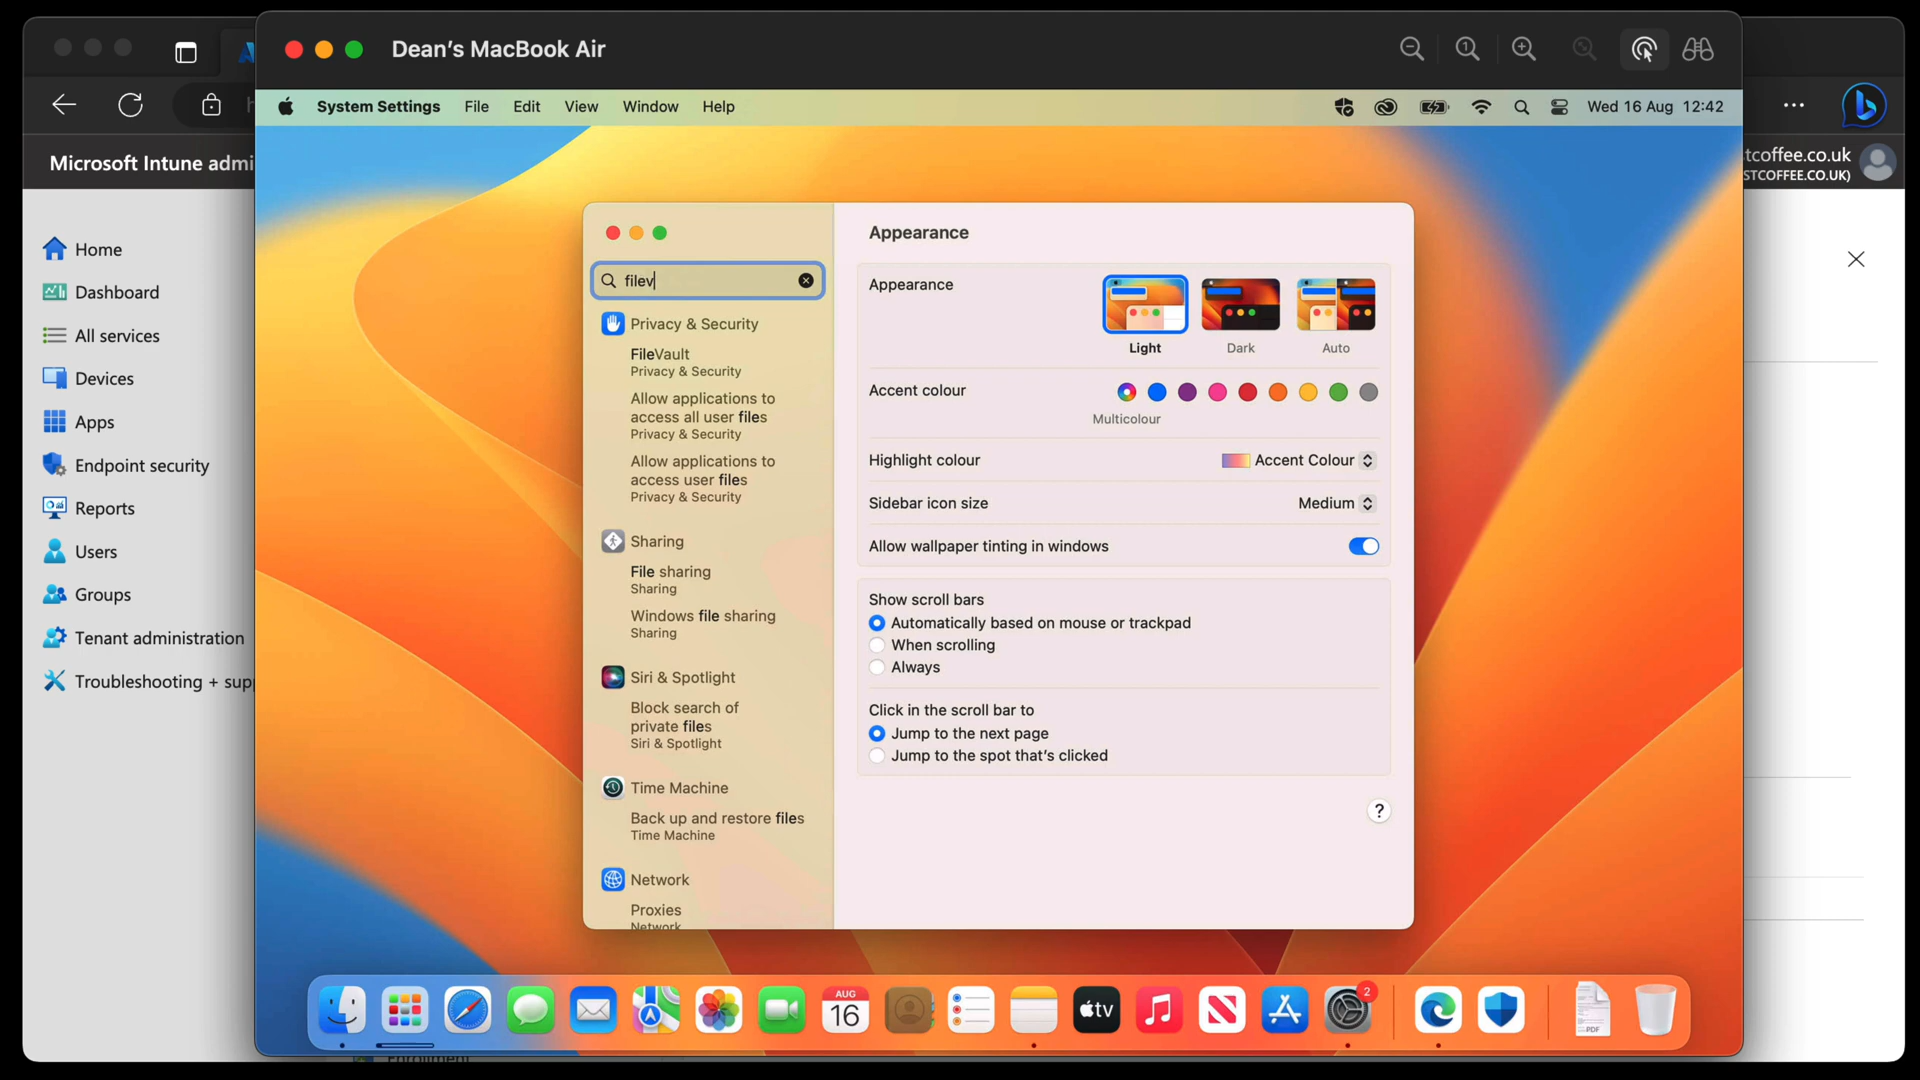 Dean's MacBook Air
System Settings File Edit View Window Help
Wed 16 Aug 12:42
Microsoft Intune admi
tcoffee.co.uk
STCOFFEE.CO.UK)
Home
Dashboard
All services
Devices
Apps
Endpoint security
Reports
Users
Groups
Tenant administration
Troubleshooting + sup
filev
Privacy & Security
FileVault
Privacy & Security
Allow applications to
access all user files
Privacy & Security
Allow applications to
access user files
Privacy & Security
Sharing
File sharing
Sharing
Windows file sharing
Sharing
Siri & Spotlight
Block search of
private files
Siri & Spotlight
Time Machine
Back up and restore files
Time Machine
Network
Proxies
Network
Appearance
Appearance
Light Dark Auto
Accent colour
Multicolour
Highlight colour Accent Colour
Sidebar icon size Medium
Allow wallpaper tinting in windows
Show scroll bars
Automatically based on mouse or trackpad
When scrolling
Always
Click in the scroll bar to
Jump to the next page
Jump to the spot that's clicked
?
AUG
16
tv
2
PDF
Enrollment